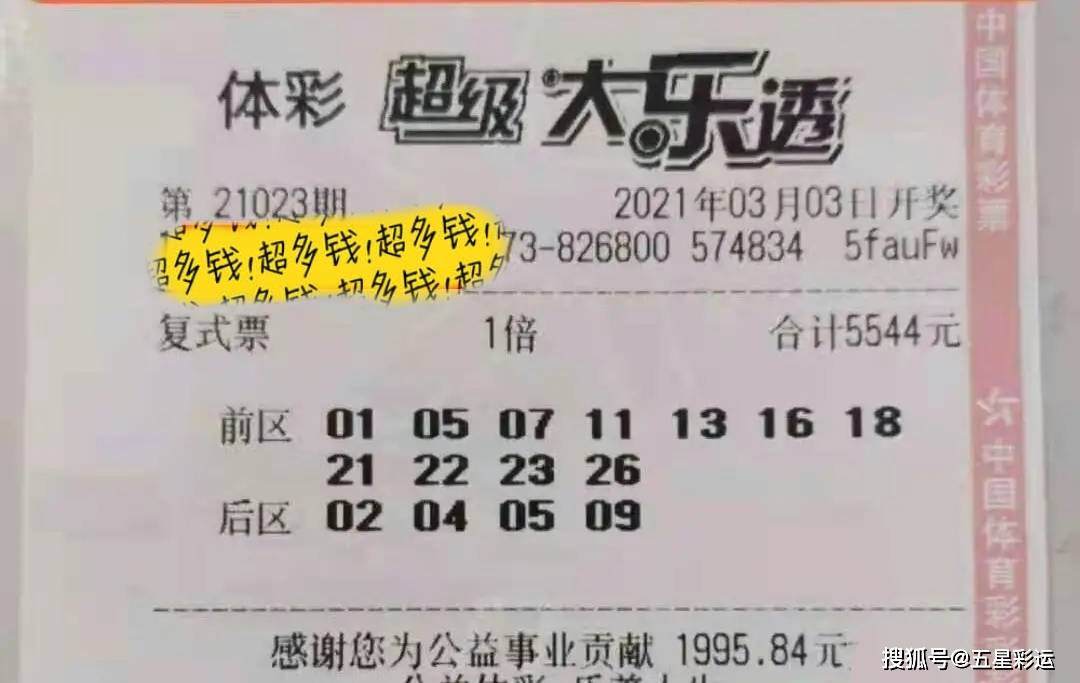 体彩 超级大乐透
第 21023期 2021年03月03日开奖
超多钱!超多钱!超多钱! 73-826800 574834 5fauFw
复式票 1倍 合计5544元
前区 01 05 07 11 13 16 18
21 22 23 26
后区 02 04 05 09
感谢您为公益事业贡献 1995.84元
中国体育彩票
中国体育彩
搜狐号@五星彩运